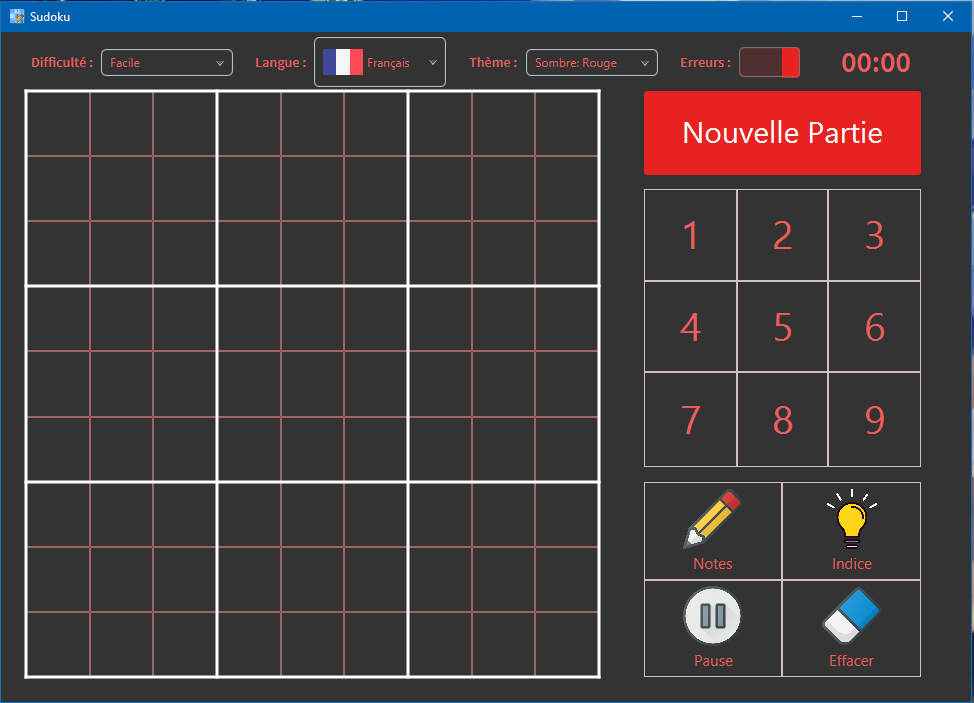 Sudoku
Difficulté : Facile Langue : Français Thème : Sombre: Rouge Erreurs : 00:00
Nouvelle Partie
1 2 3
4 5 6
7 8 9
Notes Indice
Pause Effacer